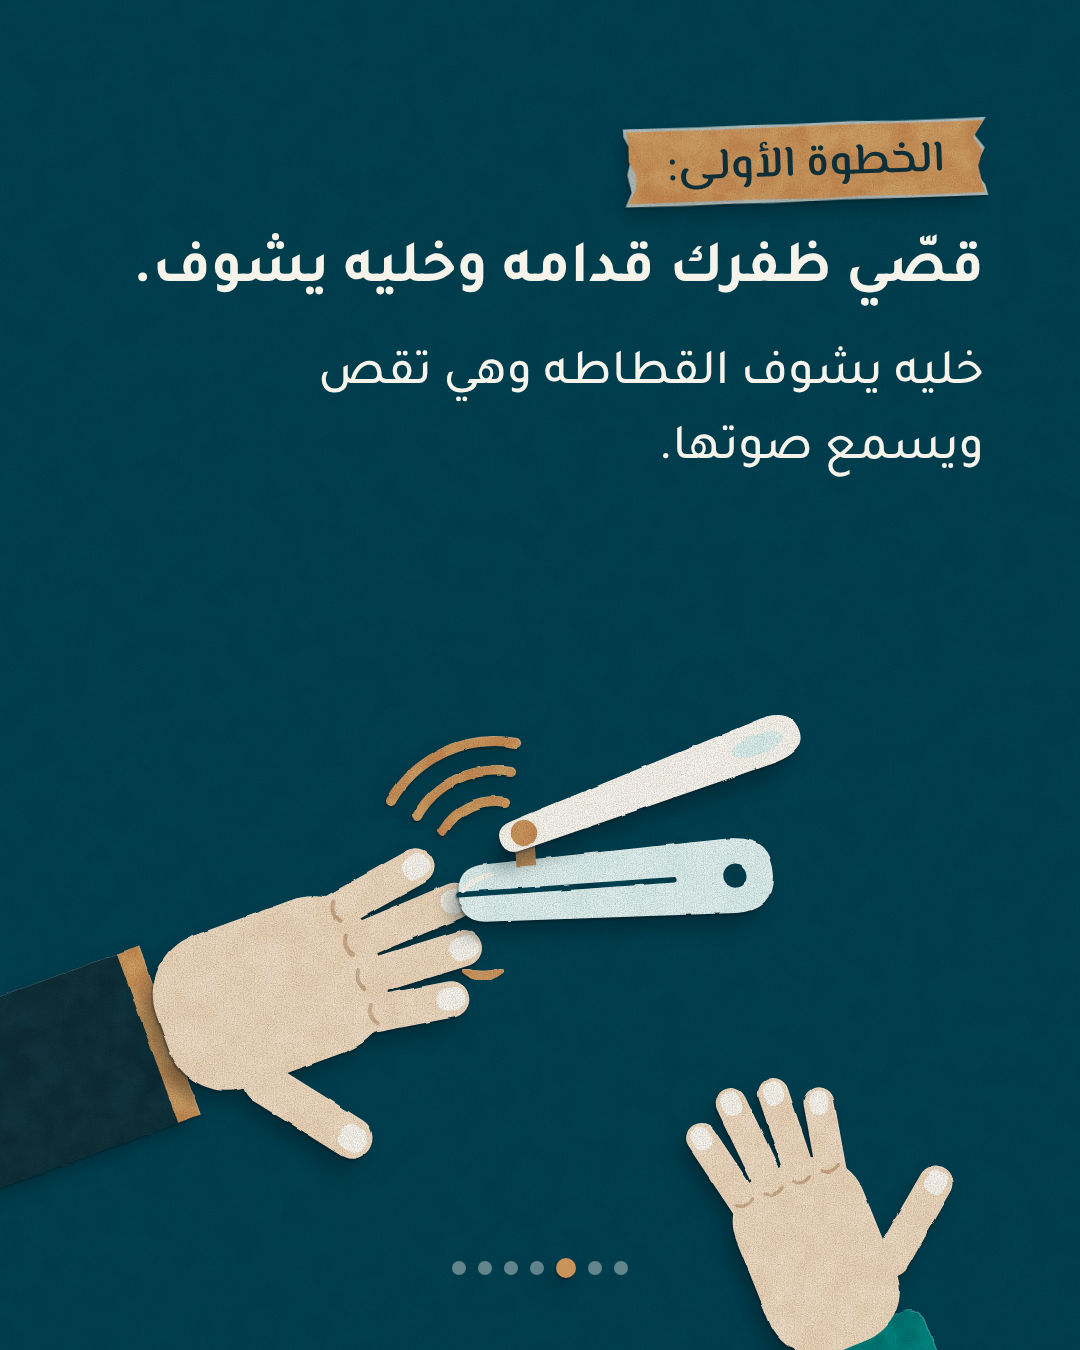 الخطوة الأولى:
قصّي ظفرك قدامه وخليه يشوف.
خليه يشوف القطاطه وهي تقص
ويسمع صوتها.